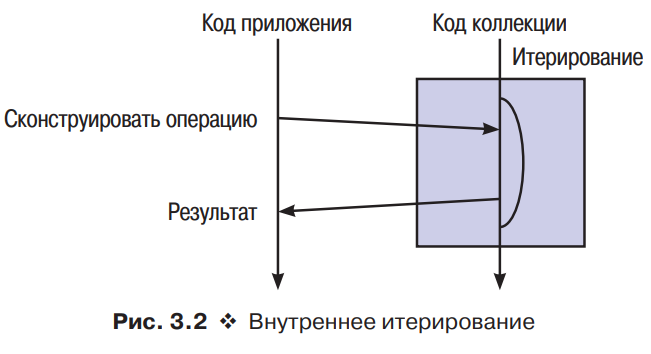 Код приложения
Код коллекции
Итерирование
Сконструировать операцию
Результат
Рис. 3.2 ❖ Внутреннее итерирование